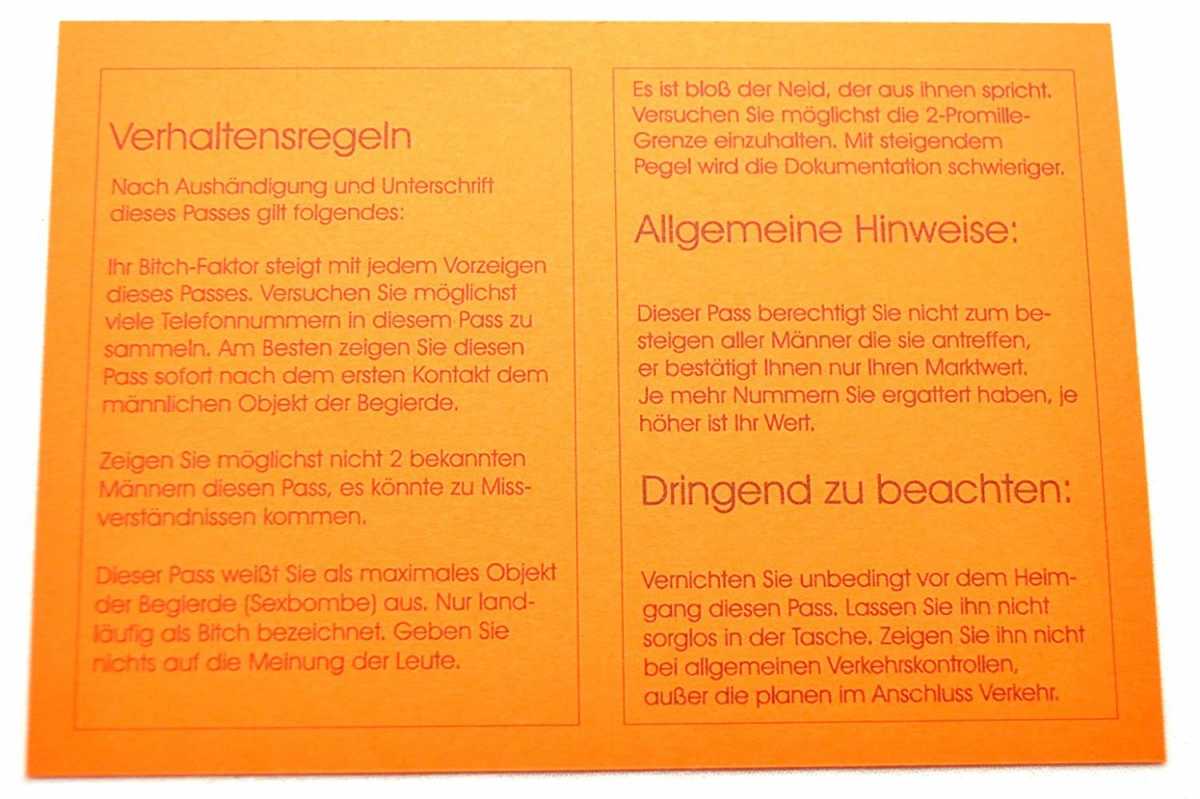 Verhaltensregeln
Nach Aushändigung und Unterschrift
dieses Passes gilt folgendes:
Ihr Bitch-Faktor steigt mit jedem Vorzeigen
dieses Passes. Versuchen Sie möglichst
viele Telefonnummern in diesem Pass zu
sammeln. Am Besten zeigen Sie diesen
Pass sofort nach dem ersten Kontakt dem
männlichen Objekt der Begierde.
Zeigen Sie möglichst nicht 2 bekannten
Männern diesen Pass, es könnte zu Miss-
verständnissen kommen.
Dieser Pass weißt Sie als maximales Objekt
der Begierde (Sexbombe) aus. Nur land-
läufig als Bitch bezeichnet. Geben Sie
nichts auf die Meinung der Leute.
Es ist bloß der Neid, der aus ihnen spricht.
Versuchen Sie möglichst die 2-Promille-
Grenze einzuhalten. Mit steigendem
Pegel wird die Dokumentation schwieriger.
Allgemeine Hinweise:
Dieser Pass berechtigt Sie nicht zum be-
steigen aller Männer die sie antreffen,
er bestätigt Ihnen nur Ihren Marktwert.
Je mehr Nummern Sie ergattert haben, je
höher ist Ihr Wert.
Dringend zu beachten:
Vernichten Sie unbedingt vor dem Heim-
gang diesen Pass. Lassen Sie ihn nicht
sorglos in der Tasche. Zeigen Sie ihn nicht
bei allgemeinen Verkehrskontrollen,
außer die planen im Anschluss Verkehr.